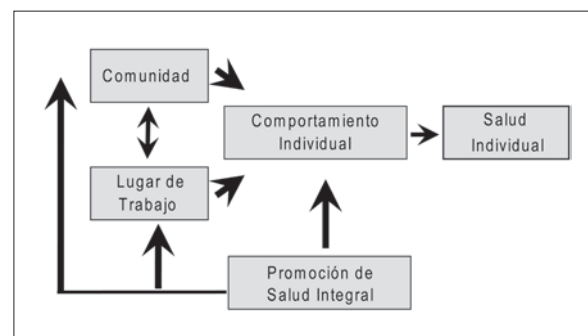 Comunidad
Lugar de
Trabajo
Comportamiento
Individual
Salud
Individual
Promoción de
Salud Integral